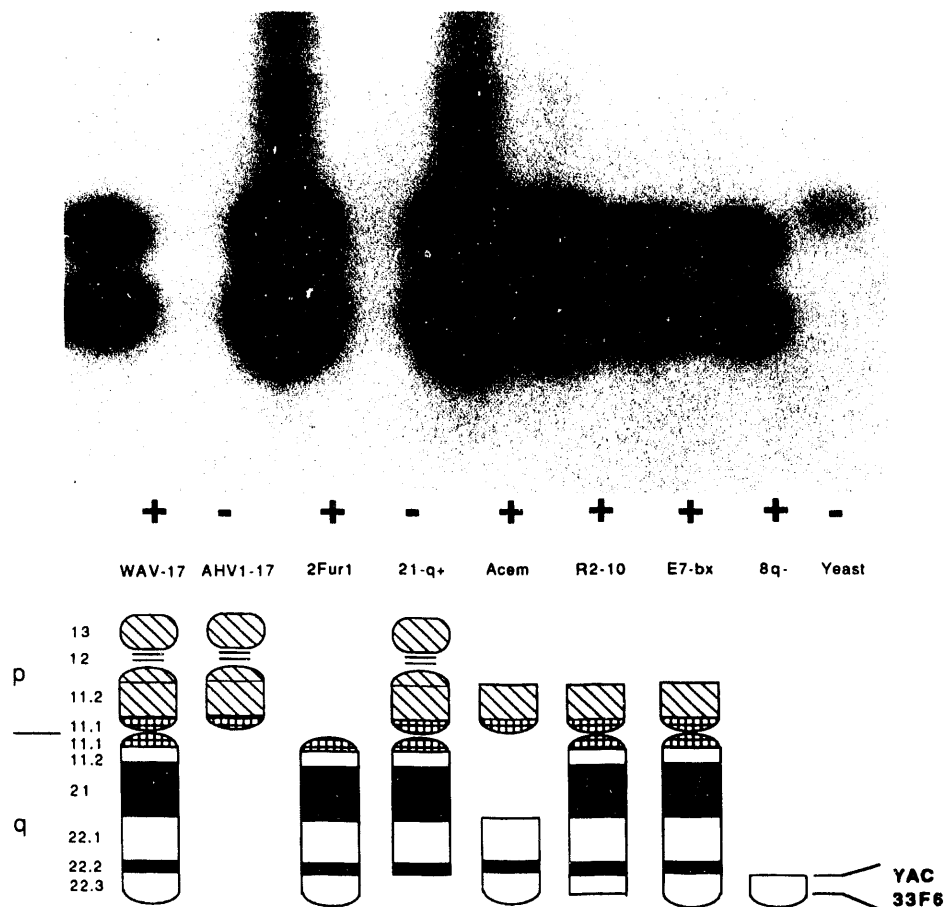 + - + - + + + + -
WAV-17 AHV1-17 2Fur1 21-q+ Acem R2-10 E7-bx 8q- Yeast
p
13
12
11.2
11.1
11.1
11.2
q
21
22.1
22.2
22.3
YAC
33F6